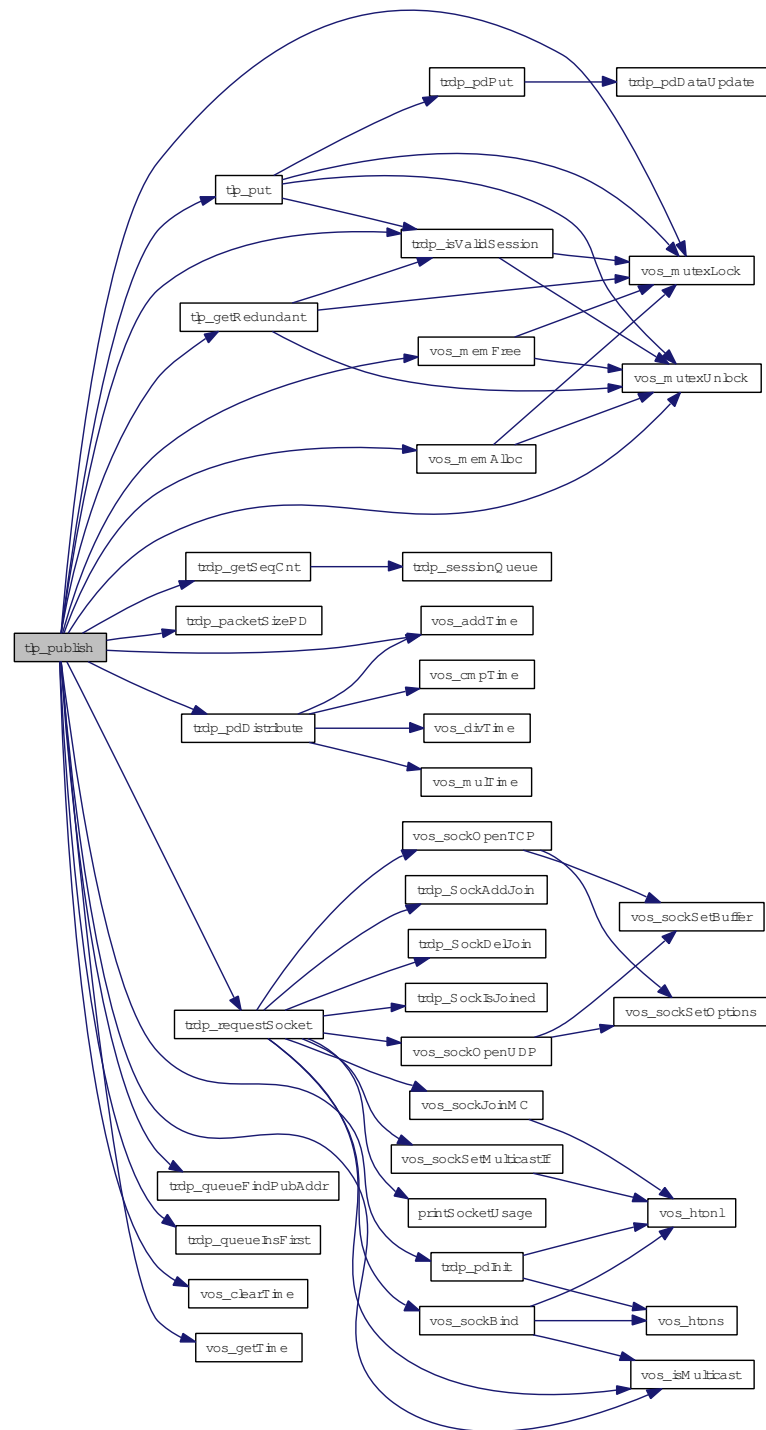 trdp_pdPut
trdp_pdDataUpdate
tlp_put
trdp_isValidSession
vos_mutexLock
tlp_getRedundant
vos_memFree
vos_mutexUnlock
vos_memAlloc
trdp_getSeqCnt
trdp_sessionQueue
trdp_packetSizePD
vos_addTime
tlp_publish
vos_cmpTime
trdp_pdDistribute
vos_divTime
vos_mulTime
vos_sockOpenTCP
trdp_SockAddJoin
vos_sockSetBuffer
trdp_SockDelJoin
trdp_SockIsJoined
vos_sockSetOptions
trdp_requestSocket
vos_sockOpenUDP
vos_sockJoinMC
vos_sockSetMulticastIf
trdp_queueFindPubAddr
printSocketUsage
vos_htonl
trdp_queueInsFirst
trdp_pdInit
vos_clearTime
vos_sockBind
vos_htons
vos_getTime
vos_isMulticast